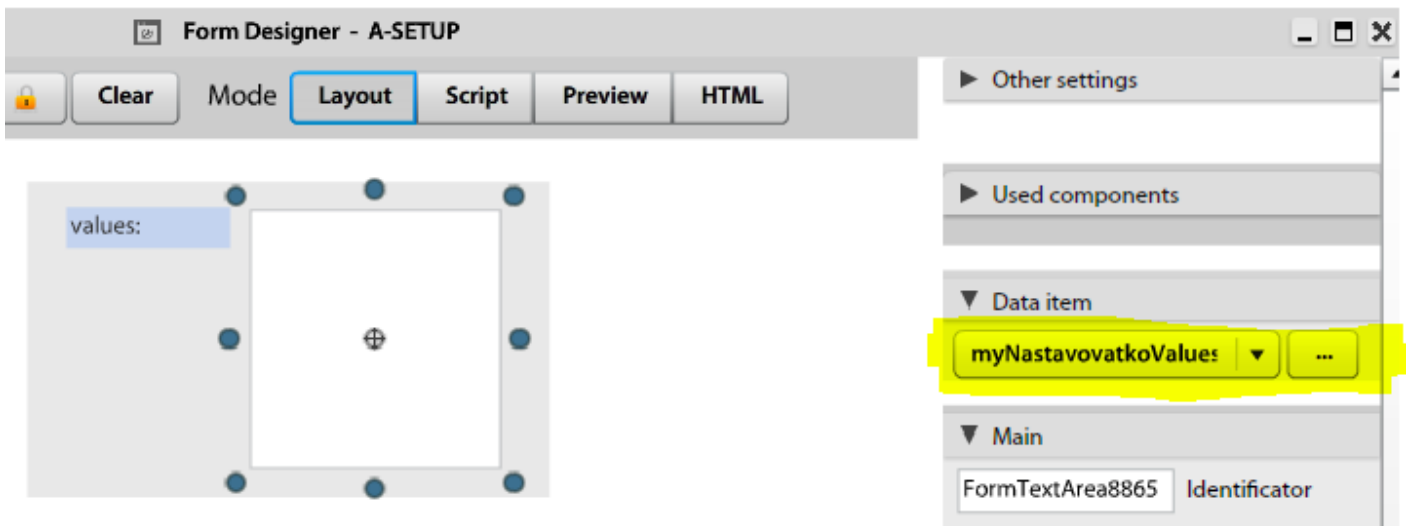 Form Designer - A-SETUP
Clear Mode Layout Script Preview HTML
values:
Other settings
Used components
Data item
myNastavovatkoValues ...
Main
FormTextArea8865 Identificator